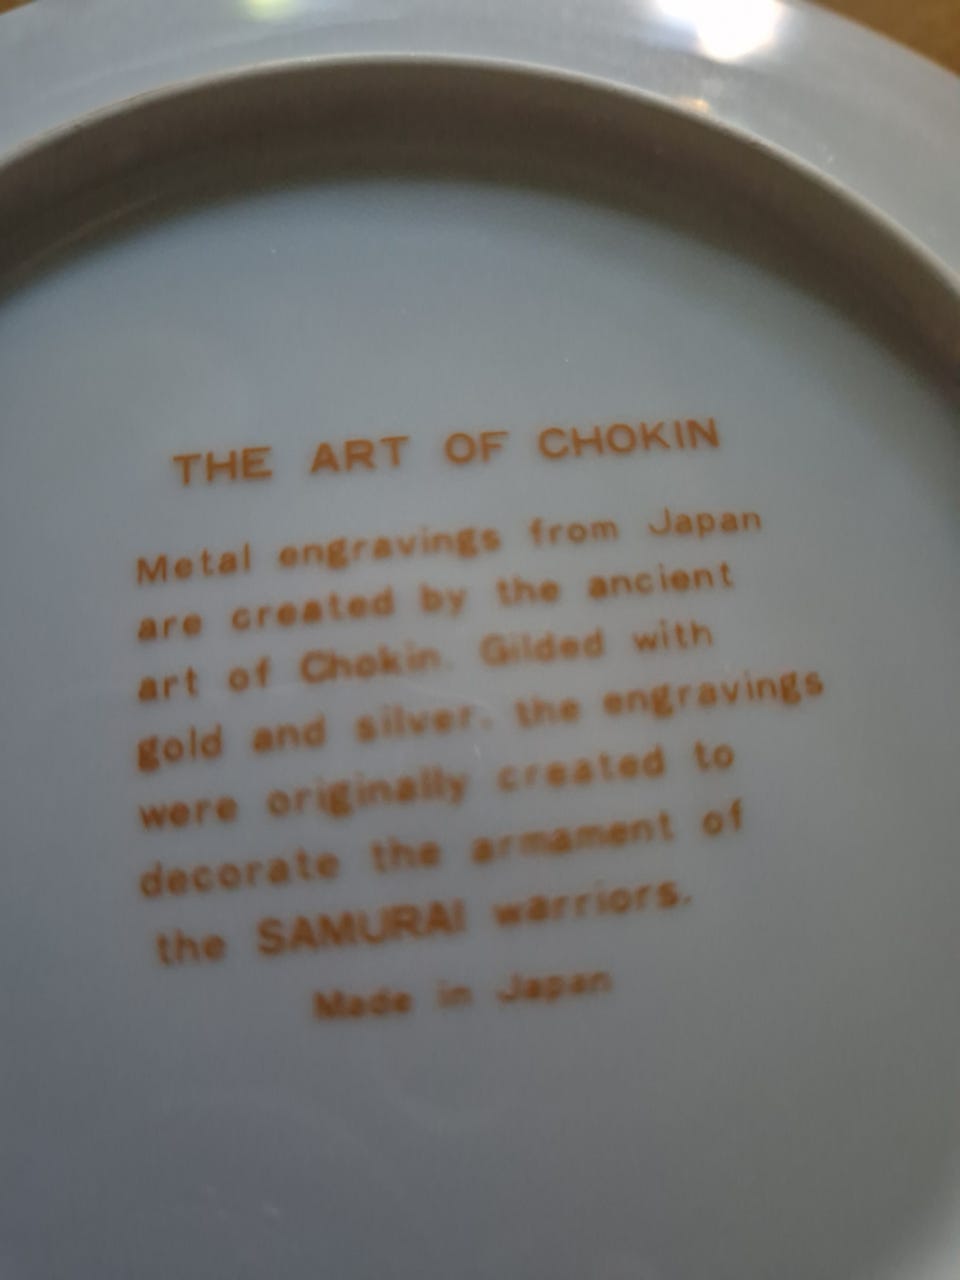 THE ART OF CHOKIN
Metal engravings from Japan
are created by the ancient
art of Chokin. Gilded with
gold and silver, the engravings
were originally created to
decorate the armament of
the SAMURAI warriors.
Made in Japan